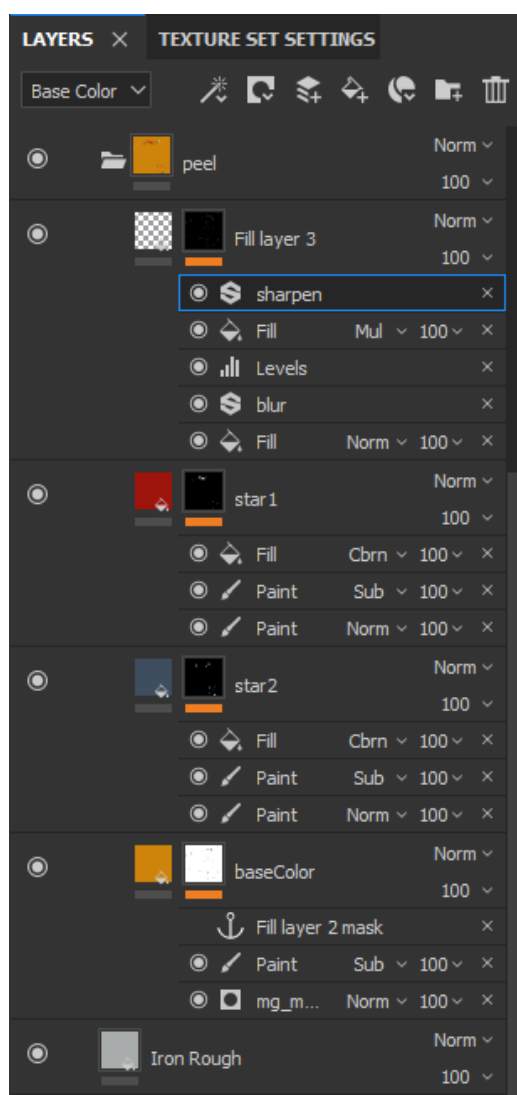 LAYERS × TEXTURE SET SETTINGS
Base Color
peel Norm
100
Fill layer 3 Norm
100
sharpen ×
Fill Mul 100 ×
Levels ×
blur ×
Fill Norm 100 ×
star1 Norm
100
Fill Cbrn 100 ×
Paint Sub 100 ×
Paint Norm 100 ×
star2 Norm
100
Fill Cbrn 100 ×
Paint Sub 100 ×
Paint Norm 100 ×
baseColor Norm
100
Fill layer 2 mask ×
Paint Sub 100 ×
mg_m... Norm 100 ×
Iron Rough Norm
100